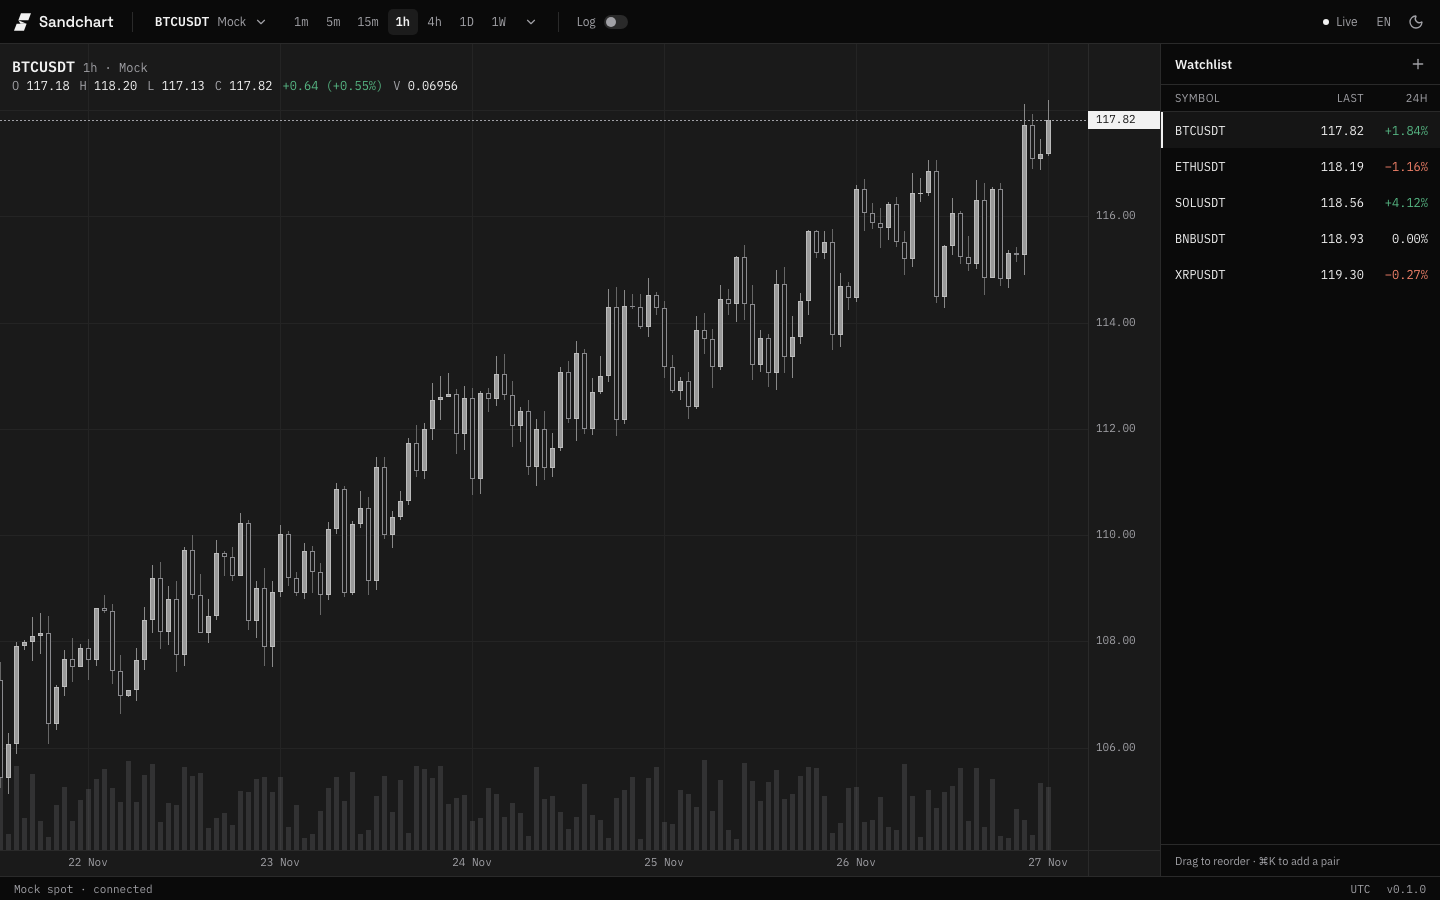 Sandchart BTCUSDT Mock 1m 5m 15m 1h 4h 1D 1W Log Live EN
BTCUSDT 1h · Mock
O 117.18 H 118.20 L 117.13 C 117.82 +0.64 (+0.55%) V 0.06956
117.82
116.00
114.00
112.00
110.00
108.00
106.00
22 Nov 23 Nov 24 Nov 25 Nov 26 Nov 27 Nov
Watchlist
SYMBOL LAST 24H
BTCUSDT 117.82 +1.84%
ETHUSDT 118.19 −1.16%
SOLUSDT 118.56 +4.12%
BNBUSDT 118.93 0.00%
XRPUSDT 119.30 −0.27%
Drag to reorder · ⌘K to add a pair
Mock spot · connected
UTC v0.1.0